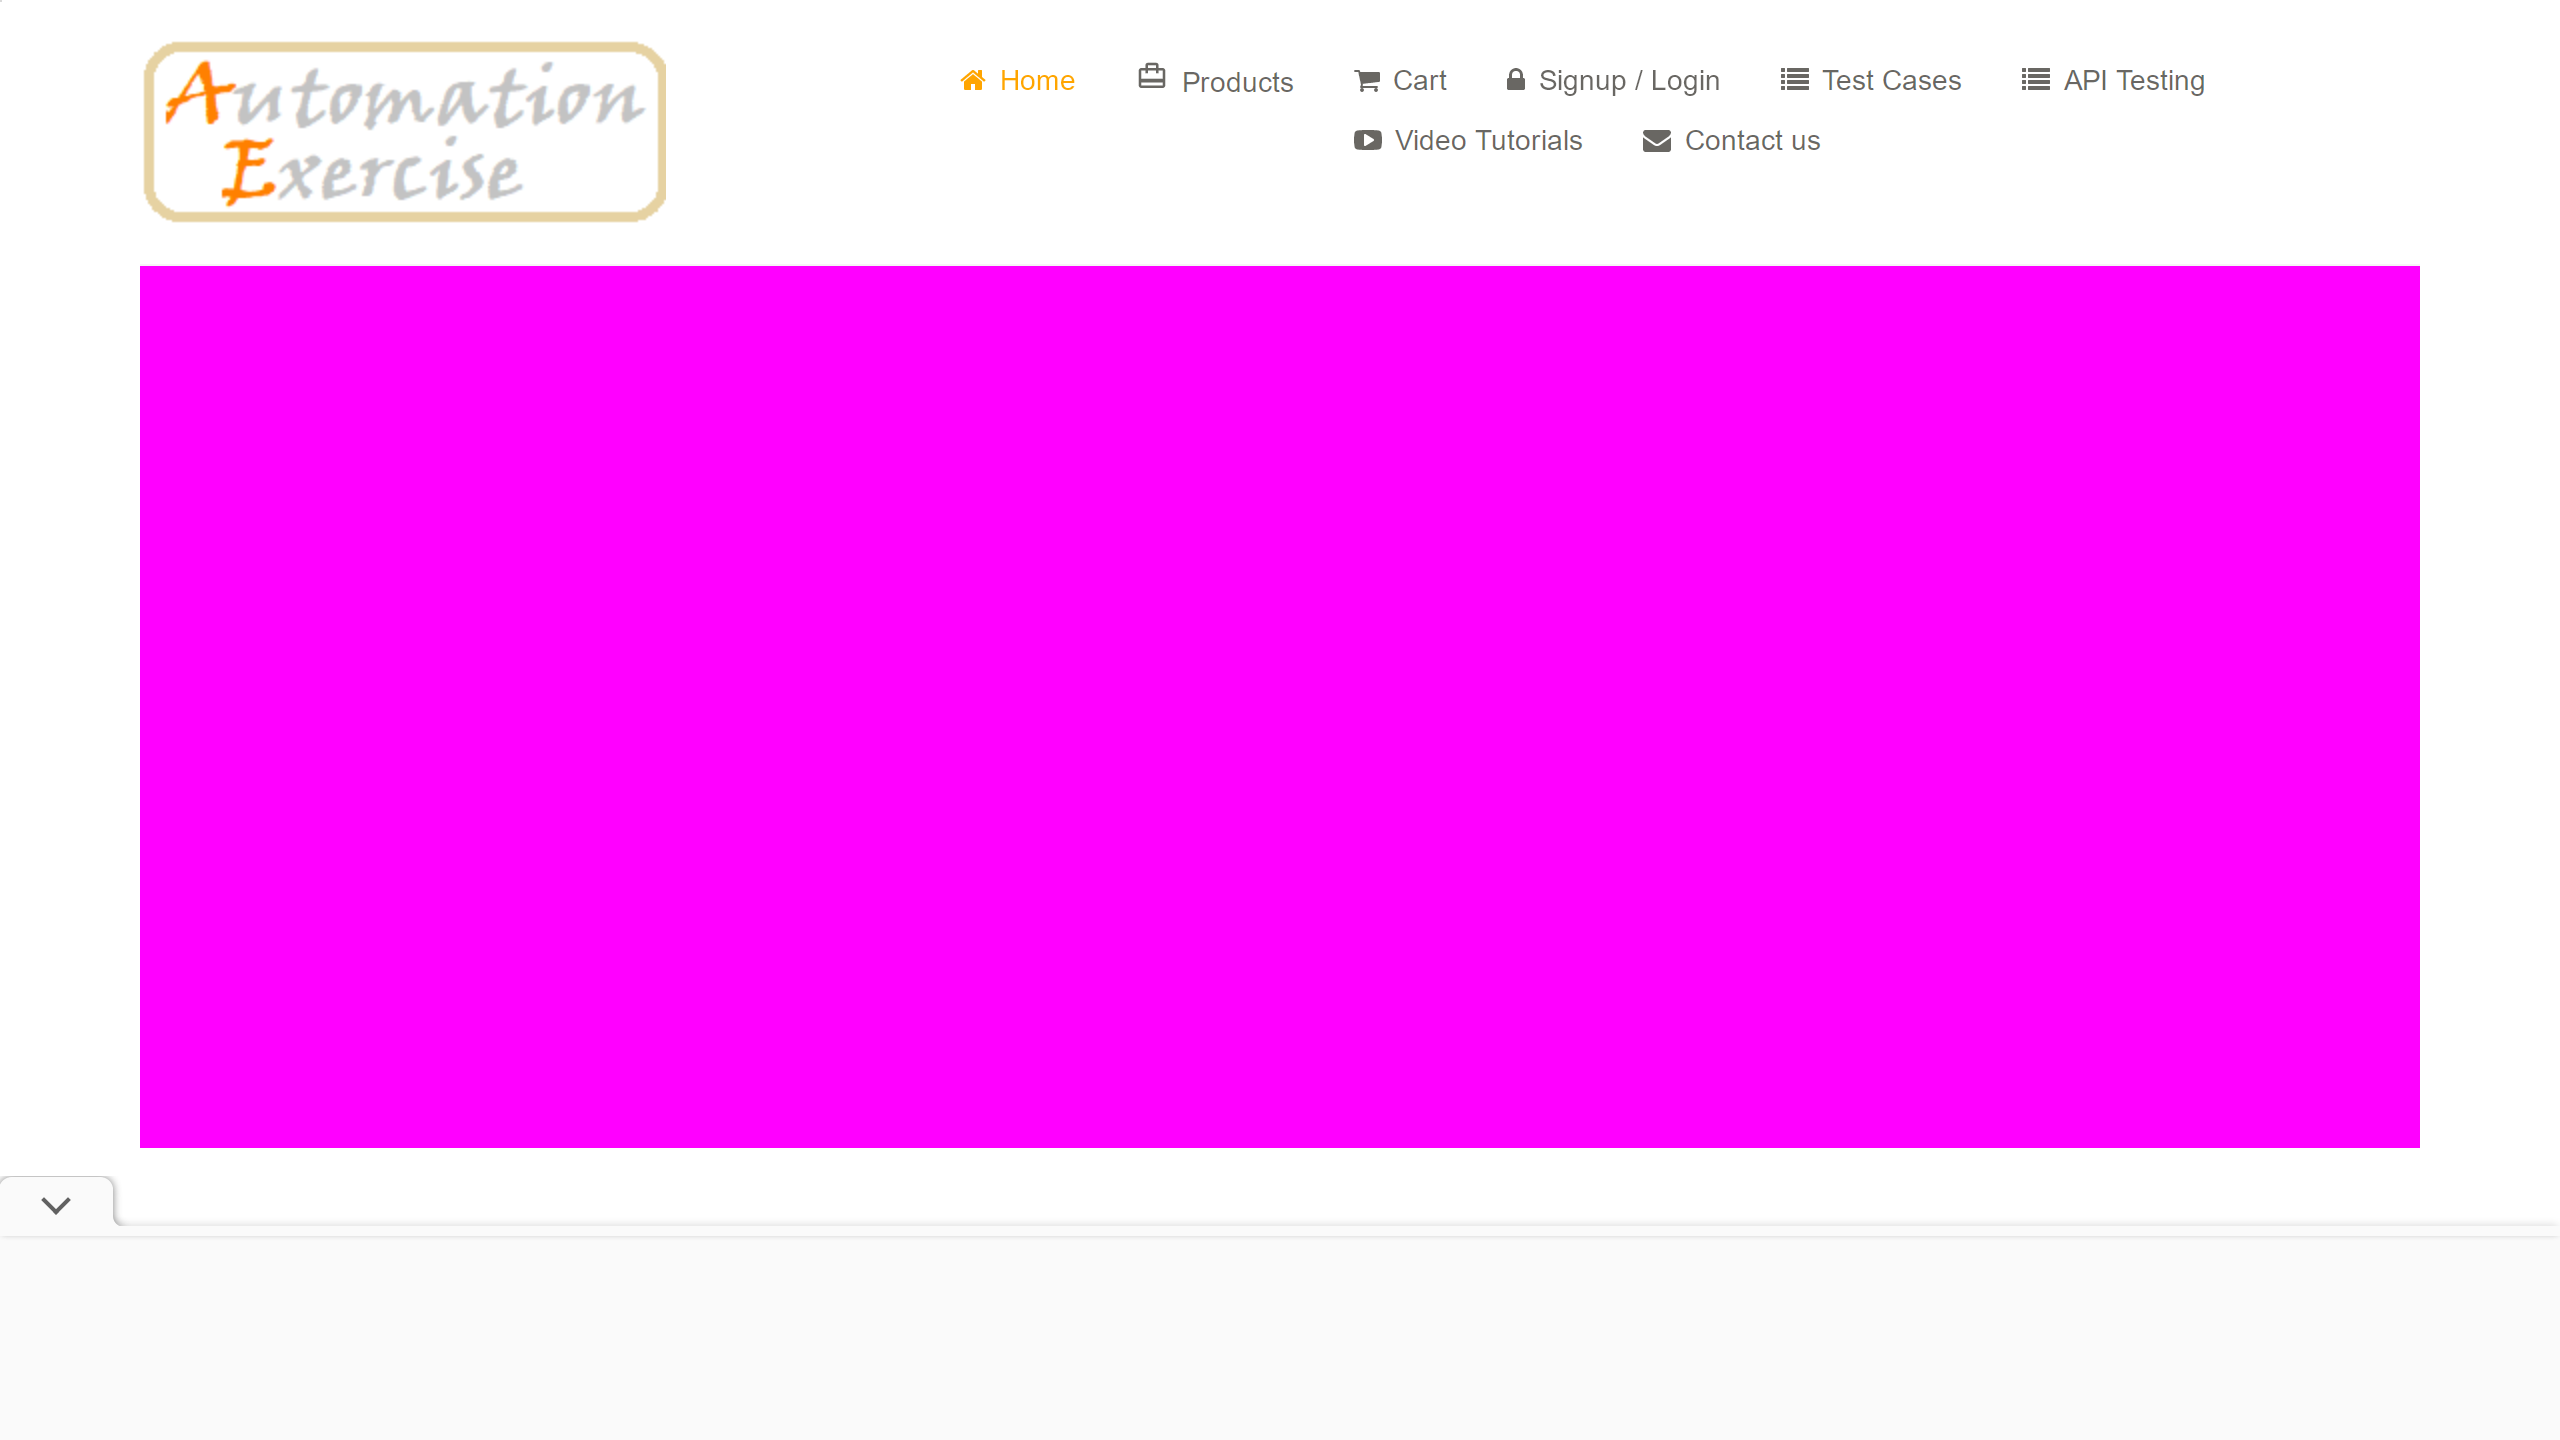 Automation
Exercise
Home Products Cart Signup / Login Test Cases API Testing
Video Tutorials Contact us